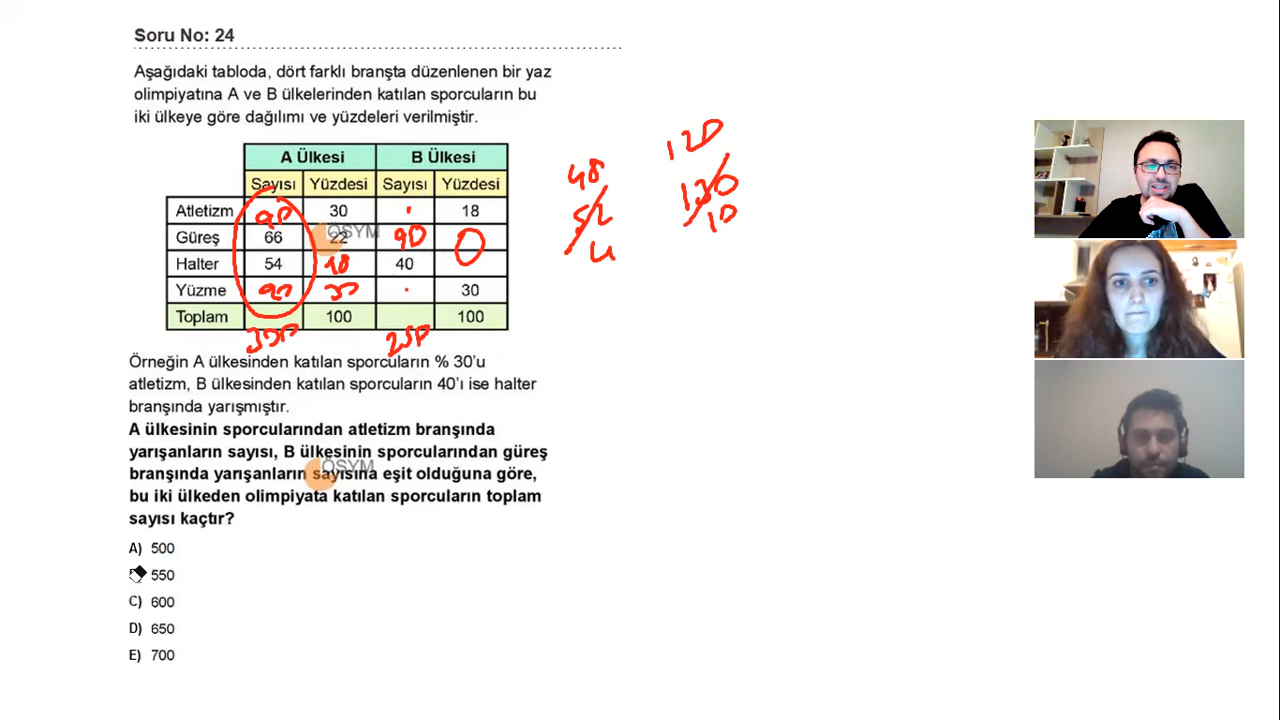 Soru No: 24
Aşağıdaki tabloda, dört farklı branşta düzenlenen bir yaz
olimpiyatına A ve B ülkelerinden katılan sporcuların bu
iki ülkeye göre dağılımı ve yüzdeleri verilmiştir.
A Ülkesi B Ülkesi
Sayısı Yüzdesi Sayısı Yüzdesi
Atletizm 90 30 18
Güreş 66 22 90
ÖSYM
Halter 54 18 40
Yüzme 90 30 30
Toplam 100 100
300 250
48
52
4
120
130
10
Örneğin A ülkesinden katılan sporcuların % 30'u
atletizm, B ülkesinden katılan sporcuların 40'ı ise halter
branşında yarışmıştır.
A ülkesinin sporcularından atletizm branşında
yarışanların sayısı, B ülkesinin sporcularından güreş
branşında yarışanların sayısına eşit olduğuna göre,
ÖSYM
bu iki ülkeden olimpiyata katılan sporcuların toplam
sayısı kaçtır?
A) 500
550
C) 600
D) 650
E) 700